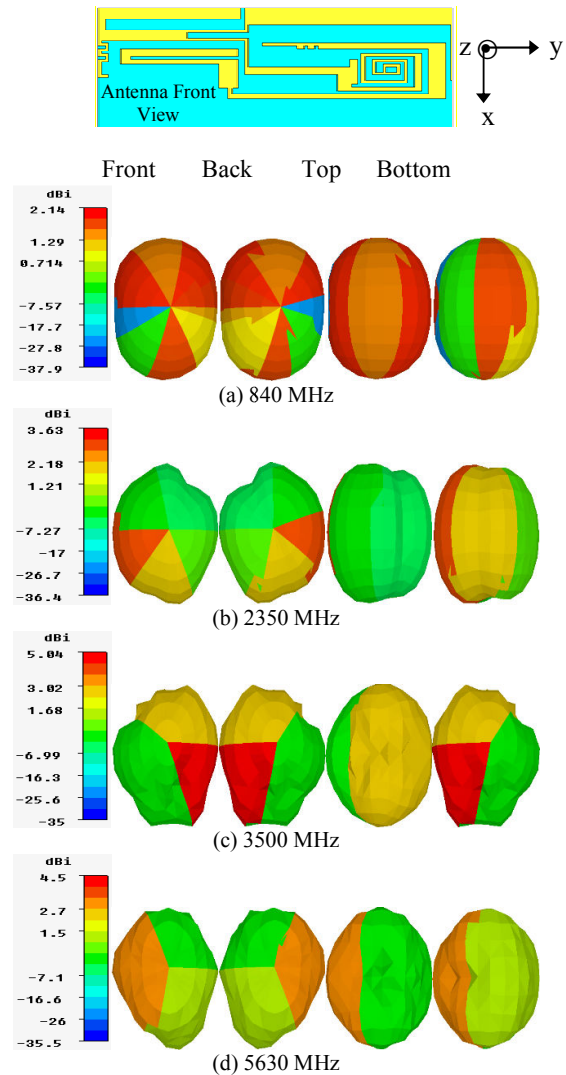 Antenna Front
View
z
y
x
Front Back Top Bottom
dBi
2.14
1.29
0.714
-7.57
-17.7
-27.8
-37.9
(a) 840 MHz
dBi
3.63
2.18
1.21
-7.27
-17
-26.7
-36.4
(b) 2350 MHz
dBi
5.04
3.02
1.68
-6.99
-16.3
-25.6
-35
(c) 3500 MHz
dBi
4.5
2.7
1.5
-7.1
-16.6
-26
-35.5
(d) 5630 MHz